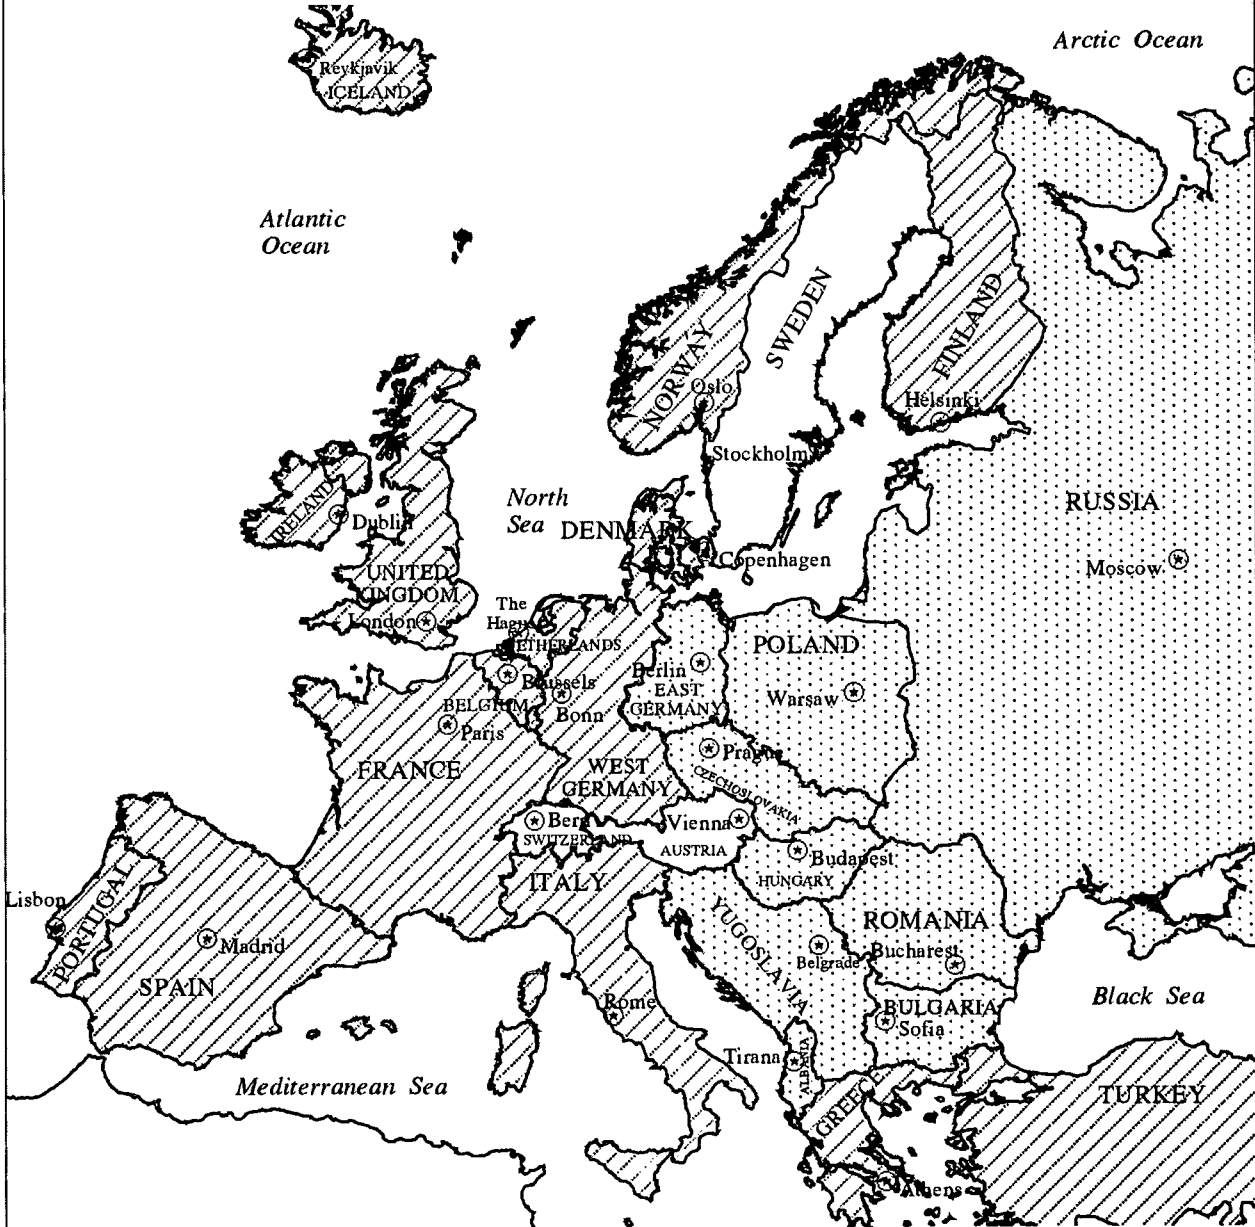 Arctic Ocean
Reykjavik
ICELAND
Atlantic
Ocean
SWEDEN
FINLAND
NORWAY
Oslo
Helsinki
Stockholm
North
Sea
RUSSIA
IRELAND
Dublin
DENMARK
Copenhagen
Moscow
UNITED
KINGDOM
London
The
Hague
NETHERLANDS
POLAND
Berlin
EAST
GERMANY
Warsaw
Brussels
BELGIUM
Bonn
Paris
FRANCE
WEST
GERMANY
Prague
CZECHOSLOVAKIA
Bern
SWITZERLAND
Vienna
AUSTRIA
Budapest
HUNGARY
ITALY
Lisbon
PORTUGAL
Madrid
SPAIN
YUGOSLAVIA
ROMANIA
Belgrade
Bucharest
BULGARIA
Sofia
Black Sea
Rome
Tirana
ALBANIA
Mediterranean Sea
GREECE
TURKEY
Athens